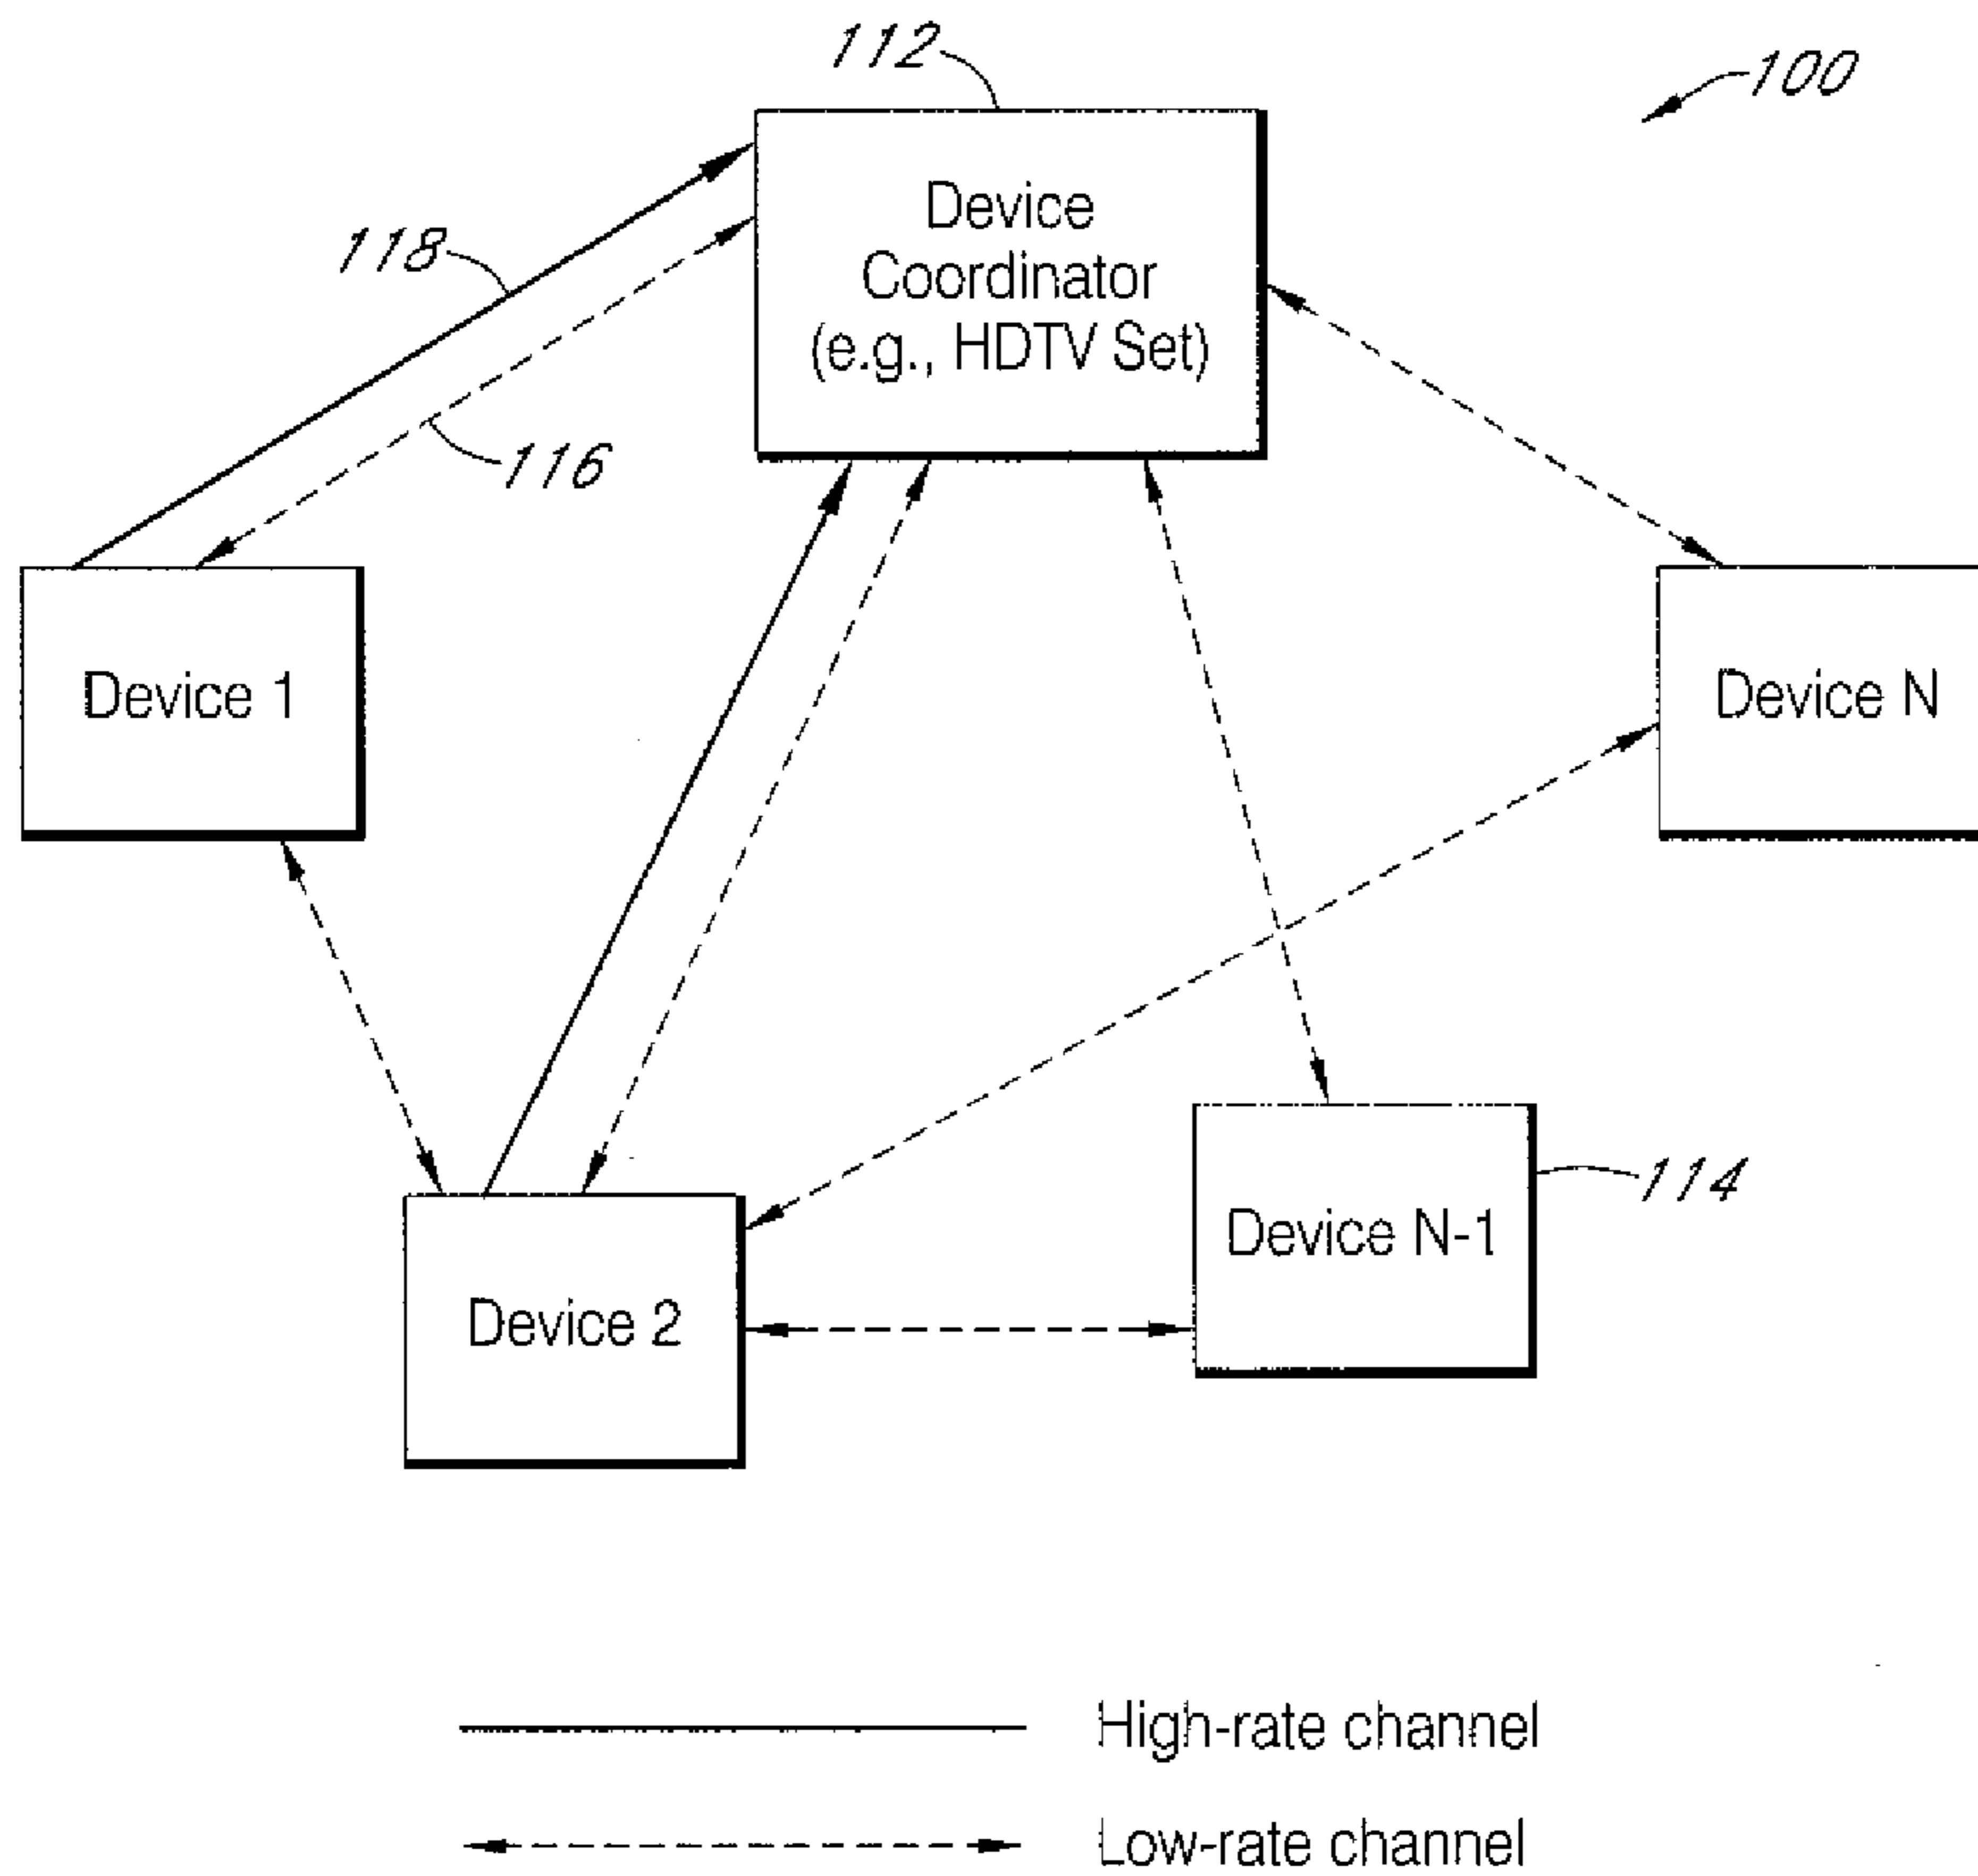 112
100
Device
Coordinator
(e.g., HDTV Set)
118
116
Device 1
Device N
114
Device N-1
Device 2
High-rate channel
Low-rate channel